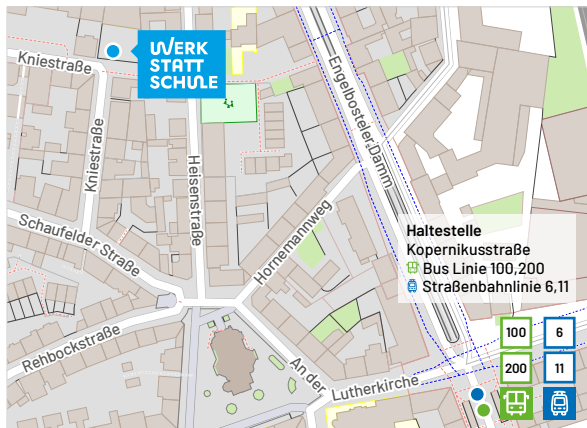 WERK
STATT
SCHULE
Kniestraße
Kniestraße
Heisenstraße
Engelbosteler Damm
Schaufelder Straße
Hornemannweg
Haltestelle
Kopernikusstraße
Bus Linie 100,200
Straßenbahnlinie 6,11
Rehbockstraße
An der
Lutherkirche
100
6
200
11